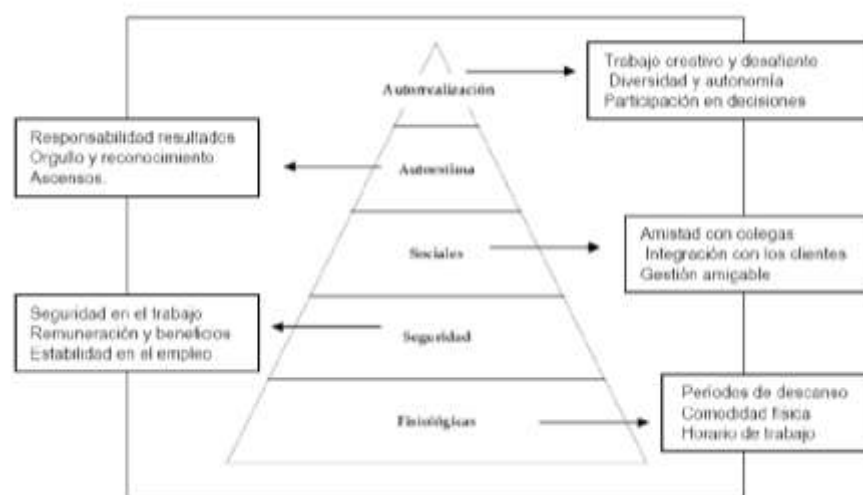 Trabajo creativo y desafiante
Diversidad y autonomía
Participación en decisiones
Autorrealización
Responsabilidad resultados
Orgullo y reconocimiento
Ascensos.
Autoestima
Amistad con colegas
Integración con los clientes
Gestión amigable
Sociales
Seguridad en el trabajo
Remuneración y beneficios
Estabilidad en el empleo
Seguridad
Períodos de descanso
Comodidad física
Horario de trabajo
Fisiológicas